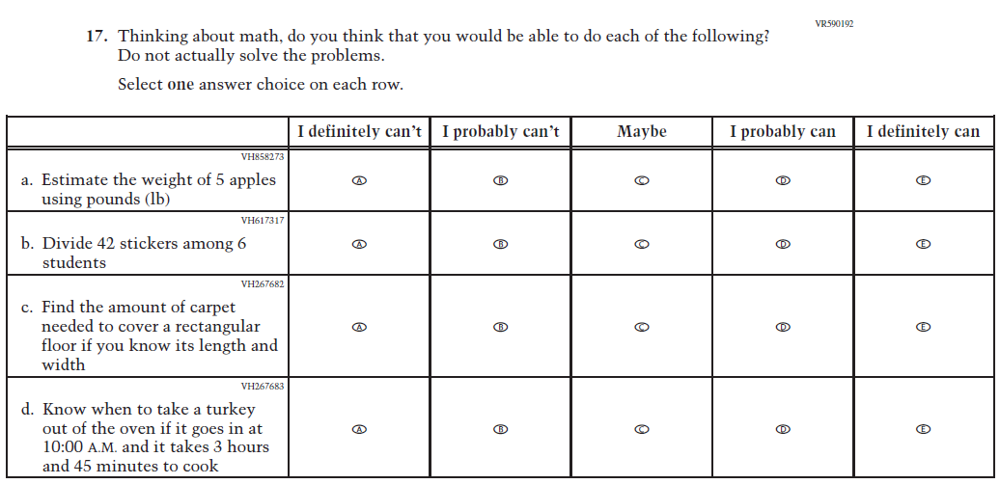 VR590192
17. Thinking about math, do you think that you would be able to do each of the following?
Do not actually solve the problems.
Select one answer choice on each row.
I definitely can't I probably can't Maybe I probably can I definitely can
VH858273
a. Estimate the weight of 5 apples
using pounds (lb)
A B C D E
VH617317
b. Divide 42 stickers among 6
students
A B C D E
VH267682
c. Find the amount of carpet
needed to cover a rectangular
floor if you know its length and
width
A B C D E
VH267683
d. Know when to take a turkey
out of the oven if it goes in at
10:00 A.M. and it takes 3 hours
and 45 minutes to cook
A B C D E